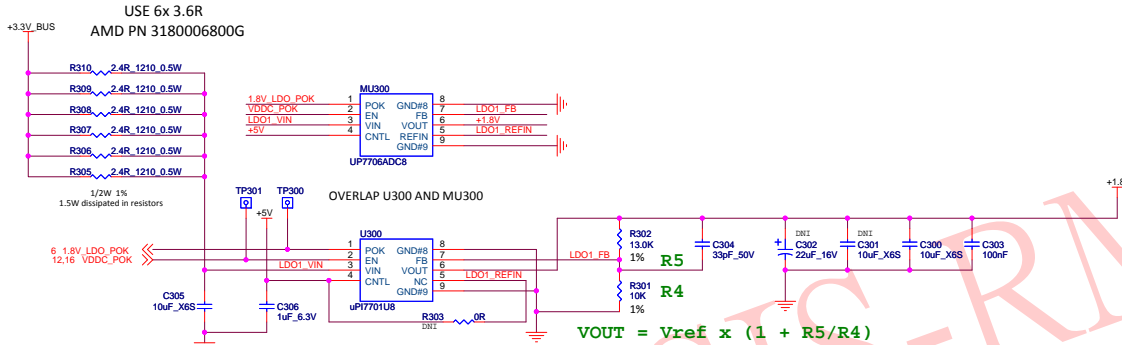 USE 6x 3.6R
AMD PN 3180006800G
+3.3V_BUS
R310 2.4R_1210_0.5W
R309 2.4R_1210_0.5W
R308 2.4R_1210_0.5W
R307 2.4R_1210_0.5W
R306 2.4R_1210_0.5W
R305 2.4R_1210_0.5W
1/2W 1%
1.5W dissipated in resistors
MU300
1.8V_LDO_POK 1 POK GND#8 8
VDDC_POK 2 EN FB 7 LDO1_FB
LDO1_VIN 3 VIN VOUT 6 +1.8V
+5V 4 CNTL REFIN 5 LDO1_REFIN
GND#9 9
UP7706ADC8
OVERLAP U300 AND MU300
TP301 TP300
+5V
+1.8
U300
6 1.8V_LDO_POK 1 POK GND#8 8
12,16 VDDC_POK 2 EN FB 7 LDO1_FB
LDO1_VIN 3 VIN VOUT 6
4 CNTL NC 5 LDO1_REFIN
GND#9 9
uPI7701U8
R302
13.0K
1%
R5
R301
10K
1%
R4
C304
33pF_50V
DNI
C302
22uF_16V
DNI
C301
10uF_X6S
C300
10uF_X6S
C303
100nF
C305
10uF_X6S
C306
1uF_6.3V
R303 0R
DNI
VOUT = Vref x (1 + R5/R4)